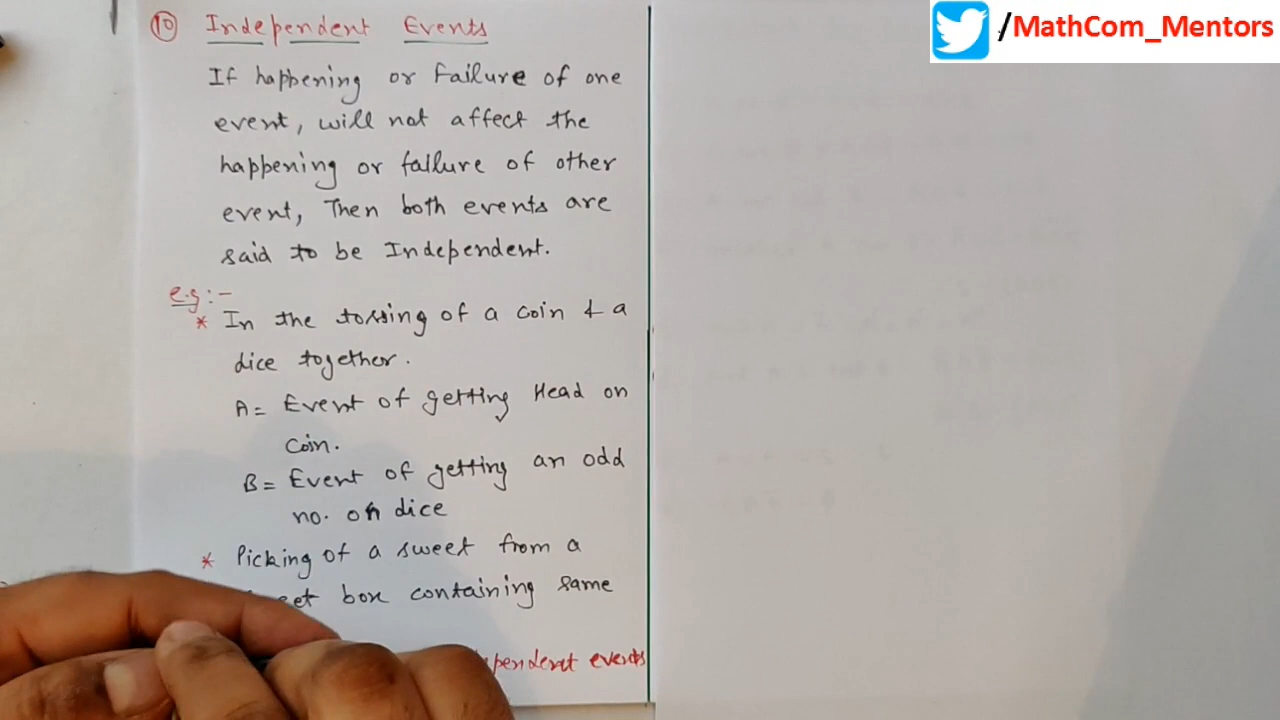 /MathCom_Mentors
10 Independent Events
If happening or failure of one
event, will not affect the
happening or failure of other
event, Then both events are
said to be Independent.
e.g:-
* In the tossing of a coin & a
dice together.
A= Event of getting Head on
coin.
B= Event of getting an odd
no. on dice
* Picking of a sweet from a
box containing same
events